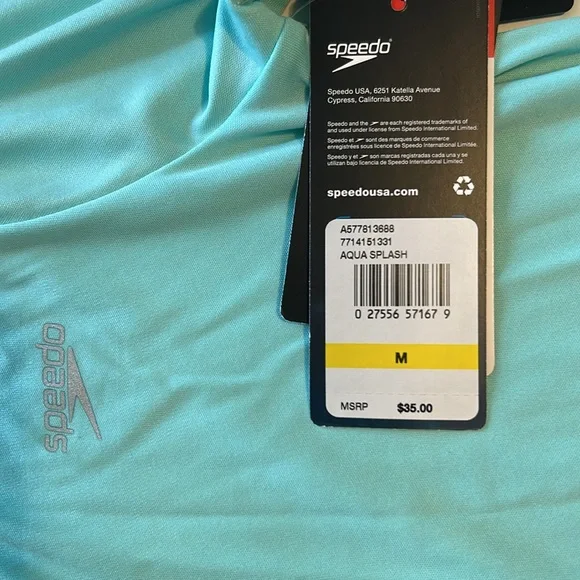 speedo
Speedo USA, 6251 Katella Avenue
Cypress, California 90630
Speedo and the are each registered trademarks of
and used under license from Speedo International Limited.
Speedo et sont des marques de commerce
enregistrées sous licence de Speedo International Limitée.
Speedo y et son marcas registradas cada una y se
utilizan bajo licencia de Speedo International Limited.
speedousa.com
A577813688
7714151331
AQUA SPLASH
0 27556 57167 9
M
MSRP $35.00
speedo